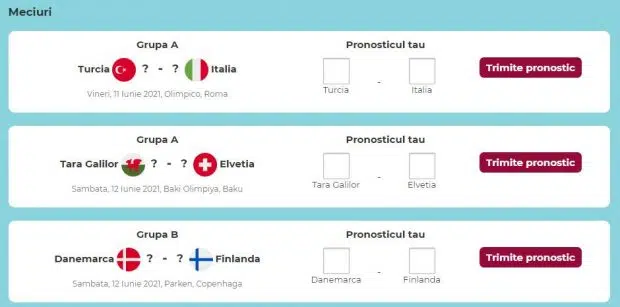 Meciuri
Grupa A
Pronosticul tau
Turcia ? - ? Italia
Trimite pronostic
Turcia - Italia
Vineri, 11 Iunie 2021, Olimpico, Roma
Grupa A
Pronosticul tau
Tara Galilor ? - ? Elvetia
Trimite pronostic
Tara Galilor - Elvetia
Sambata, 12 Iunie 2021, Baki Olimpiya, Baku
Grupa B
Pronosticul tau
Danemarca ? - ? Finlanda
Trimite pronostic
Danemarca - Finlanda
Sambata, 12 Iunie 2021, Parken, Copenhaga